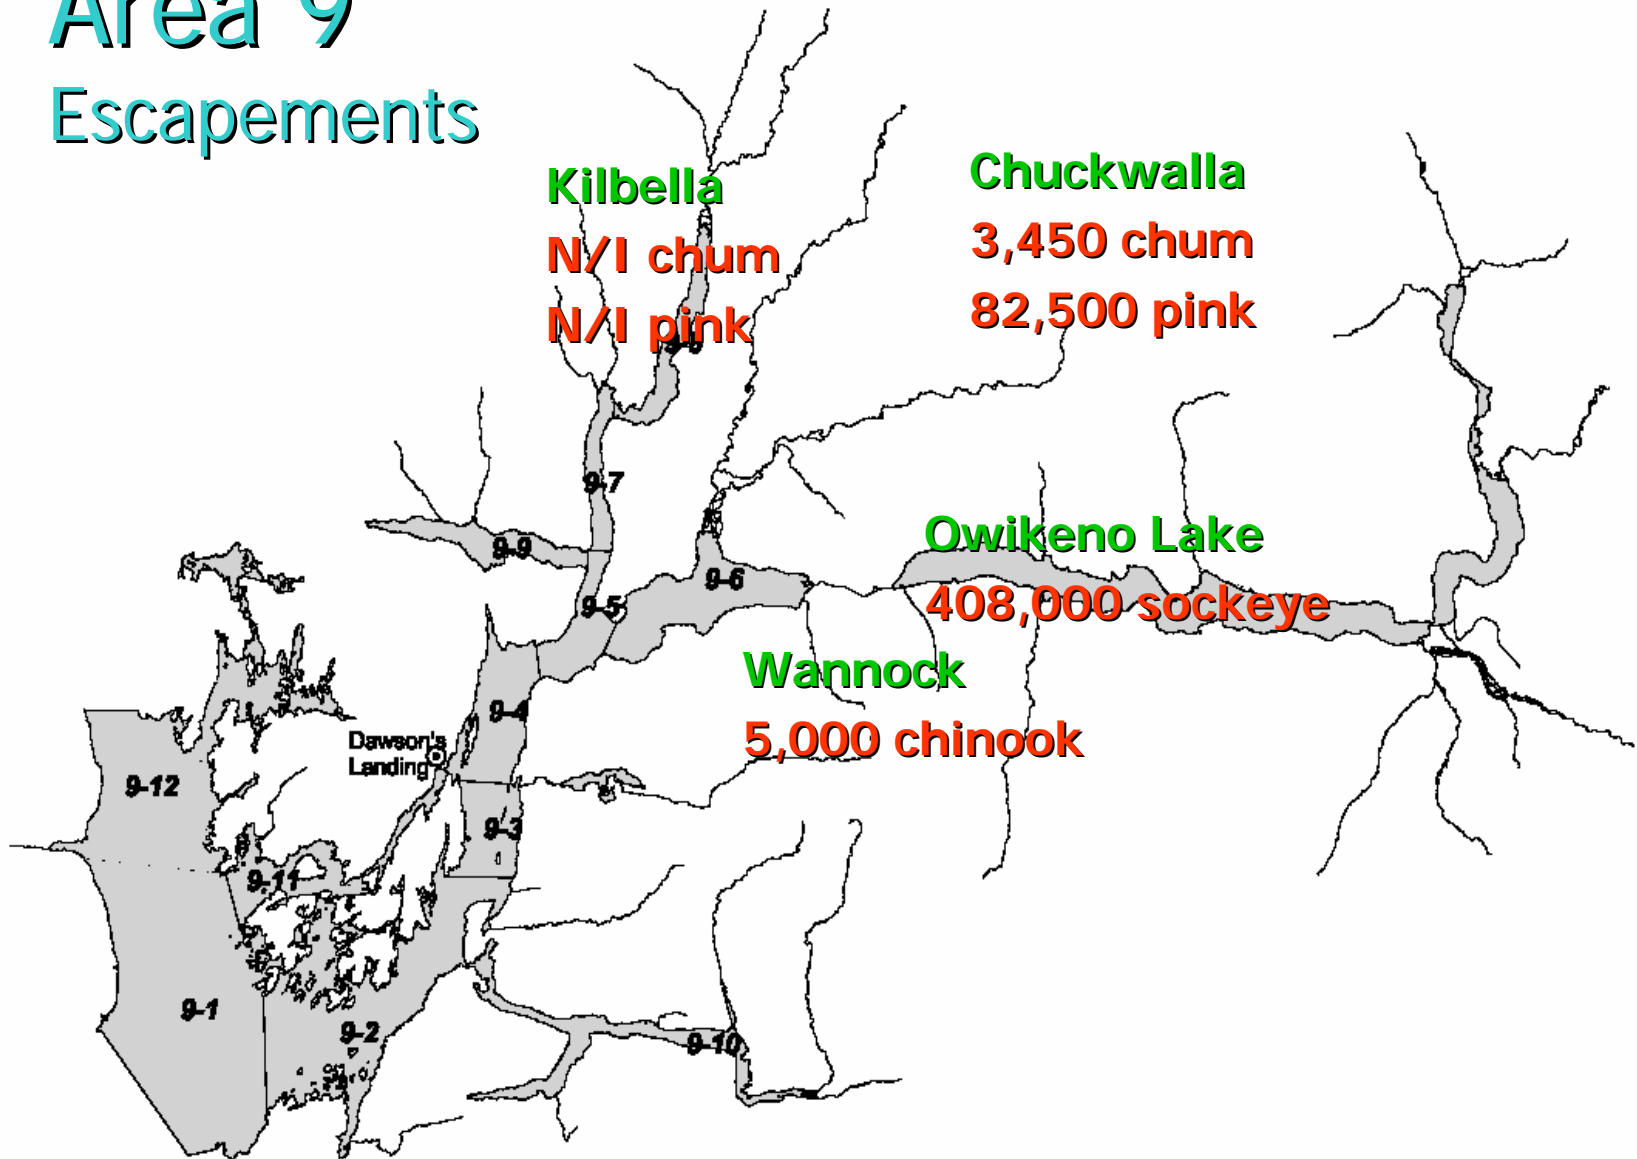 Area 9
Escapements
Kilbella
N/I chum
N/I pink
Chuckwalla
3,450 chum
82,500 pink
9-7
9-9
9-6
9-5
Owikeno Lake
408,000 sockeye
Wannock
5,000 chinook
9-4
Dawson's
Landing
9-12
9-3
9-11
9-1
9-2
9-10